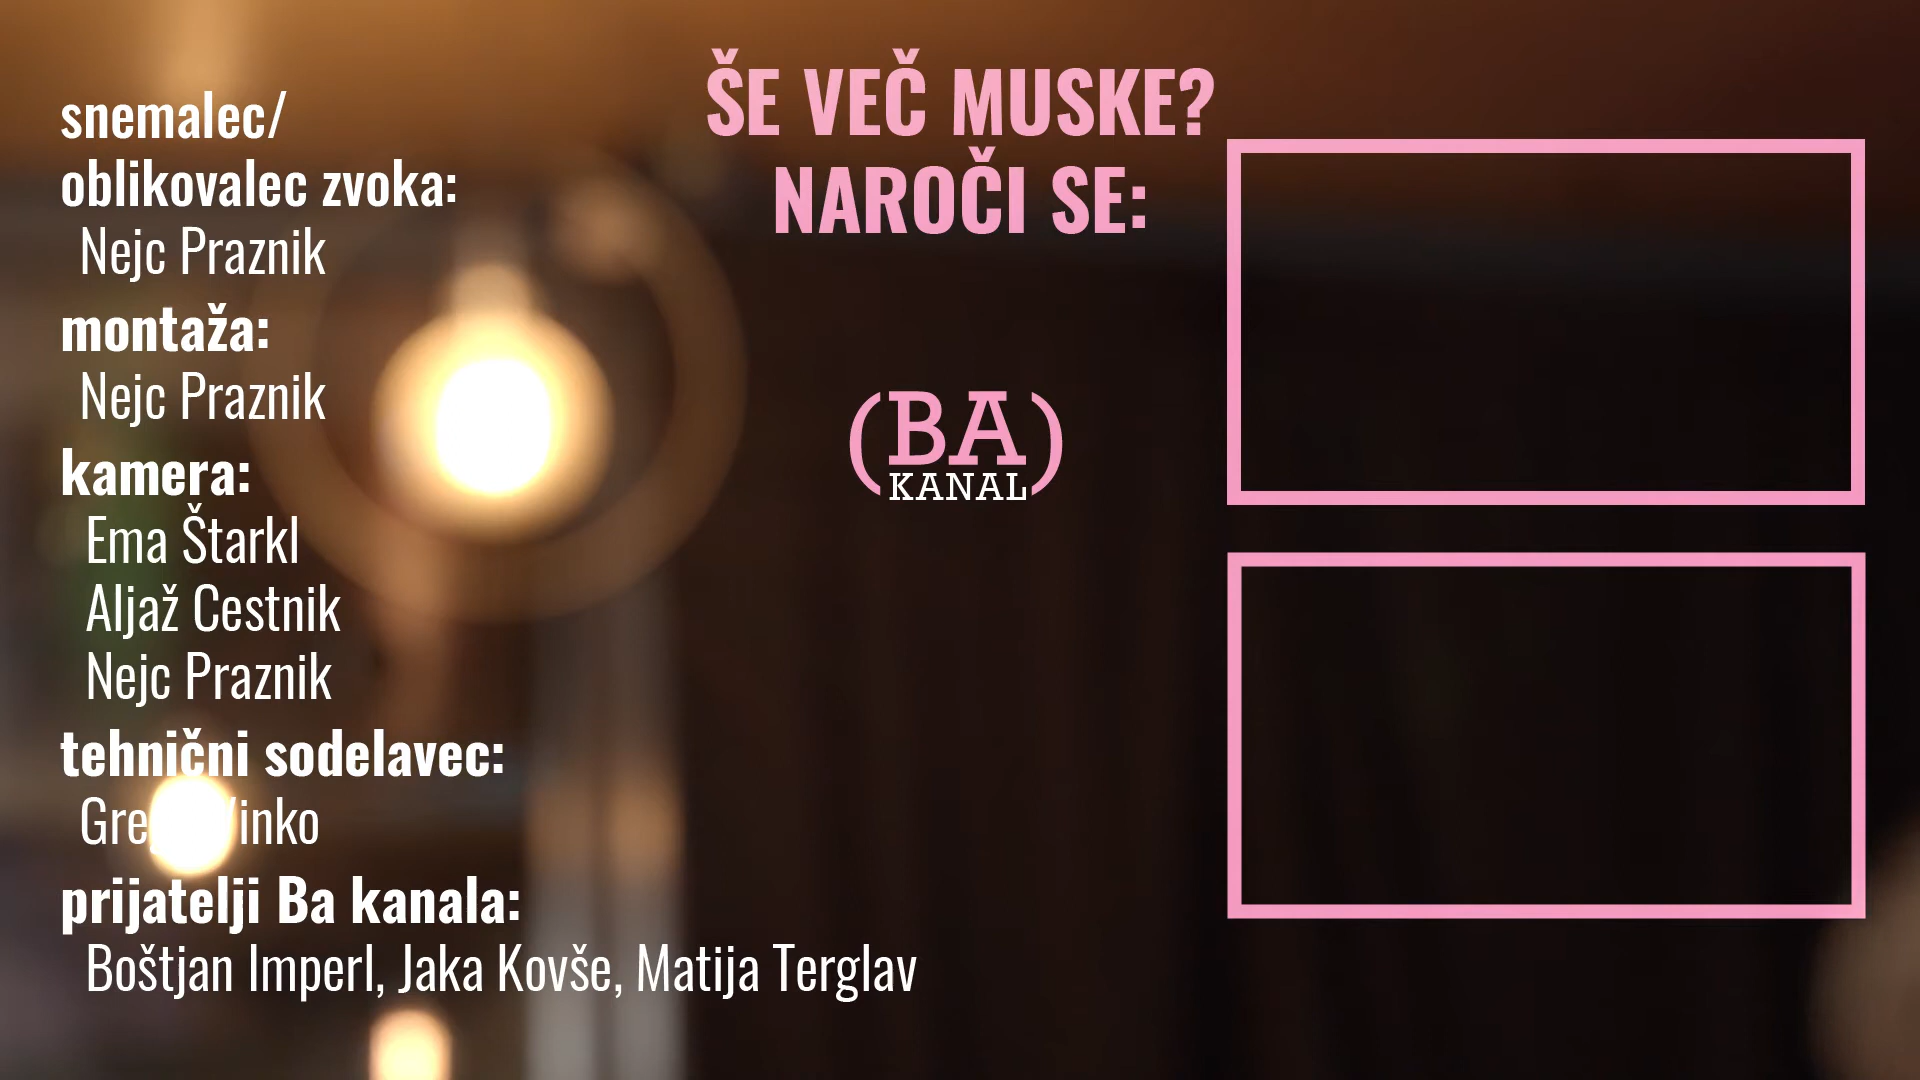 snemalec/
oblikovalec zvoka:
Nejc Praznik
montaža:
Nejc Praznik
kamera:
Ema Štarkl
Aljaž Cestnik
Nejc Praznik
tehnični sodelavec:
prijatelji Ba kanala:
Boštjan Imperl, Jaka Kovše, Matija Terglav
ŠE VEČ MUSKE?
NAROČI SE:
(BA)
KANAL